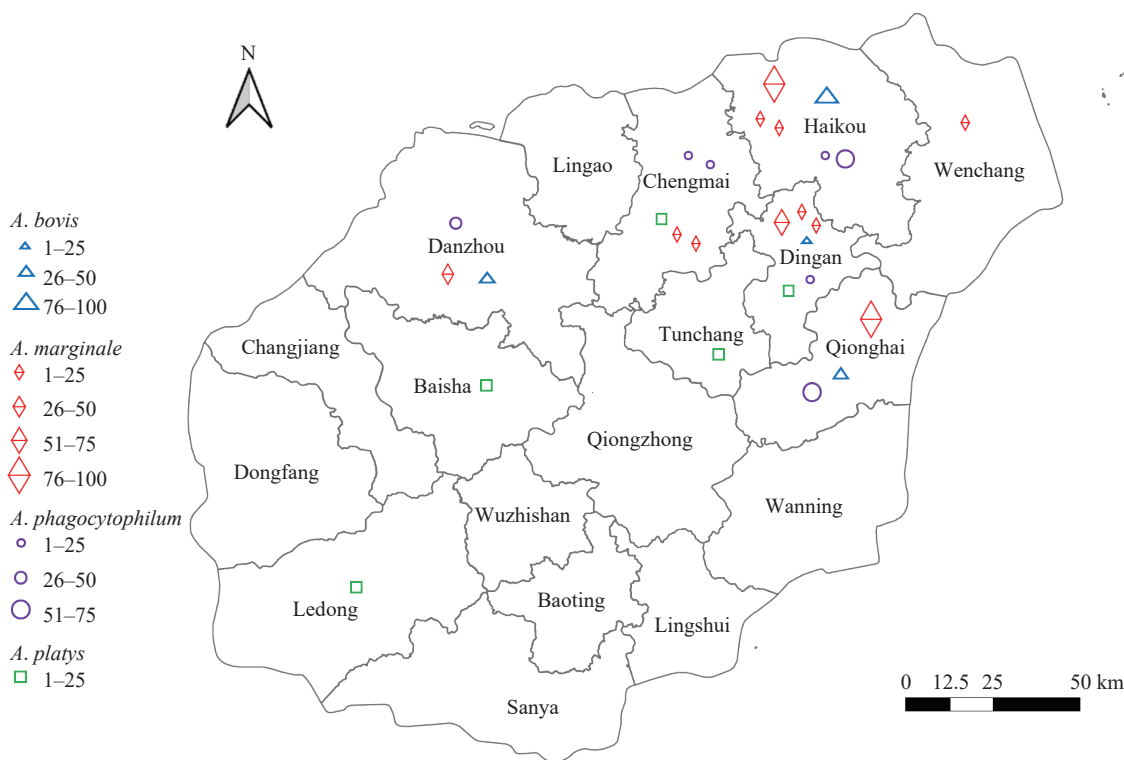 N
Haikou
Lingao
Wenchang
Chengmai
Danzhou
Dingan
Tunchang
Qionghai
Changjiang
Baisha
Qiongzhong
Dongfang
Wanning
Wuzhishan
Baoting
Ledong
Lingshui
Sanya
A. bovis
1–25
26–50
76–100
A. marginale
1–25
26–50
51–75
76–100
A. phagocytophilum
1–25
26–50
51–75
A. platys
1–25
0 12.5 25 50 km